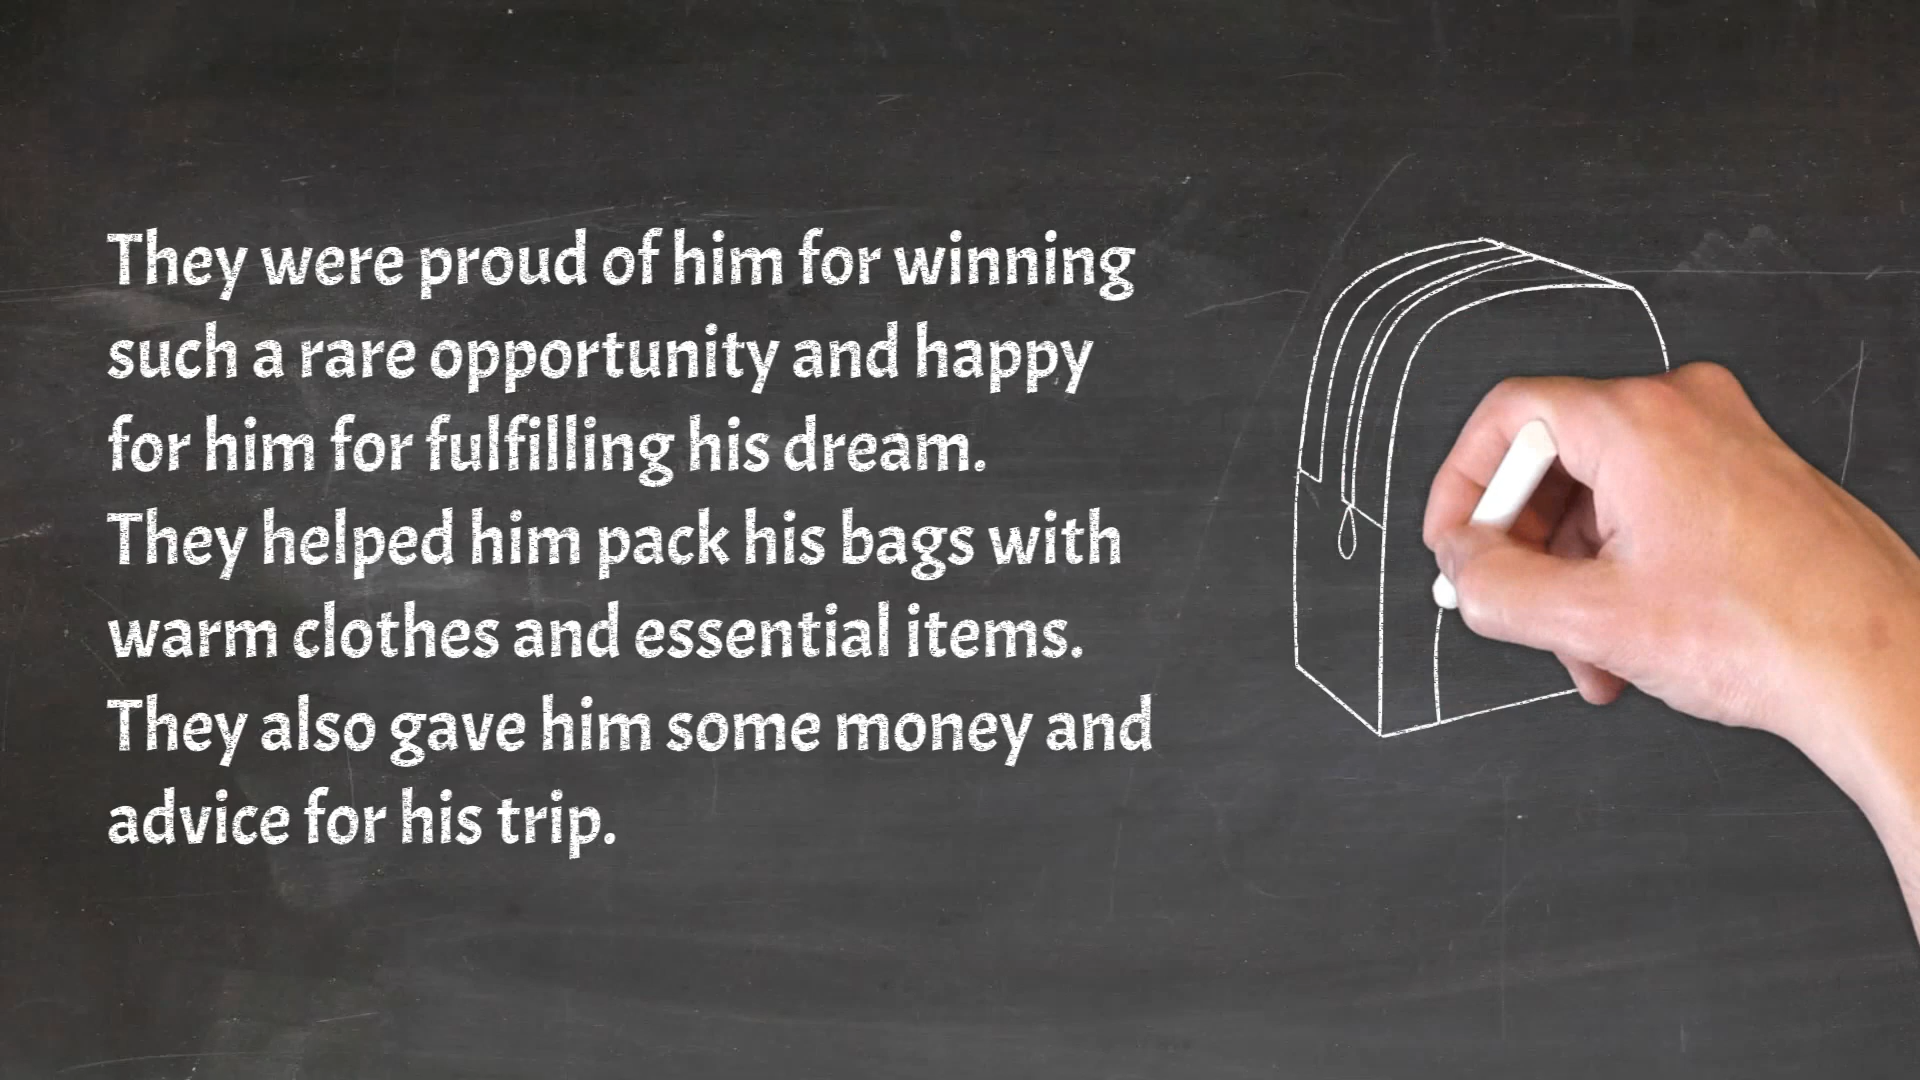 They were proud of him for winning
such a rare opportunity and happy
for him for fulfilling his dream.
They helped him pack his bags with
warm clothes and essential items.
They also gave him some money and
advice for his trip.